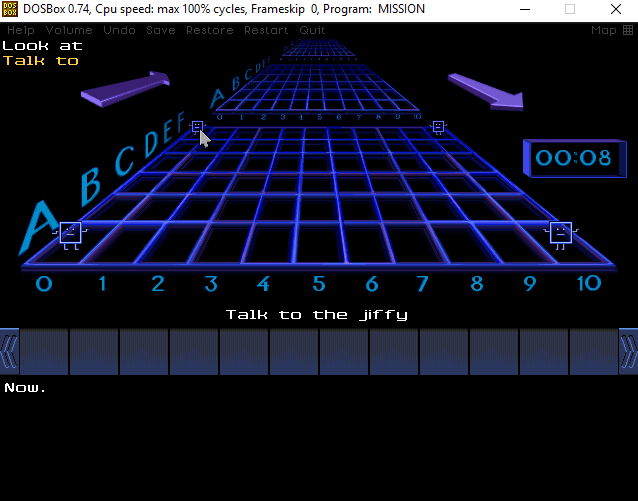 DOS
BOX
DOSBox 0.74, Cpu speed: max 100% cycles, Frameskip 0, Program: MISSION
Help Volume Undo Save Restore Restart Quit Map
Look at
Talk to
A B C D E F
0 1 2 3 4 5 6 7 8 9 10
00:08
A B C D E F
0 1 2 3 4 5 6 7 8 9 10
Talk to the jiffy
Now.